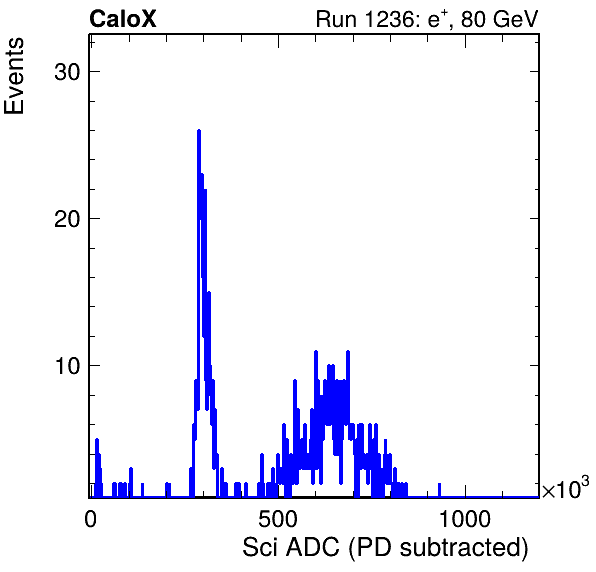 CaloX Run 1236: e⁺, 80 GeV
Events
30
20
10
0 500 1000 ×10³
Sci ADC (PD subtracted)